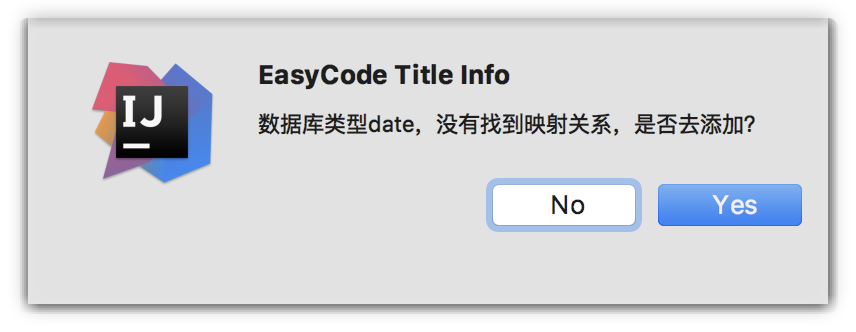 IJ
EasyCode Title Info
数据库类型date，没有找到映射关系，是否去添加?
No
Yes